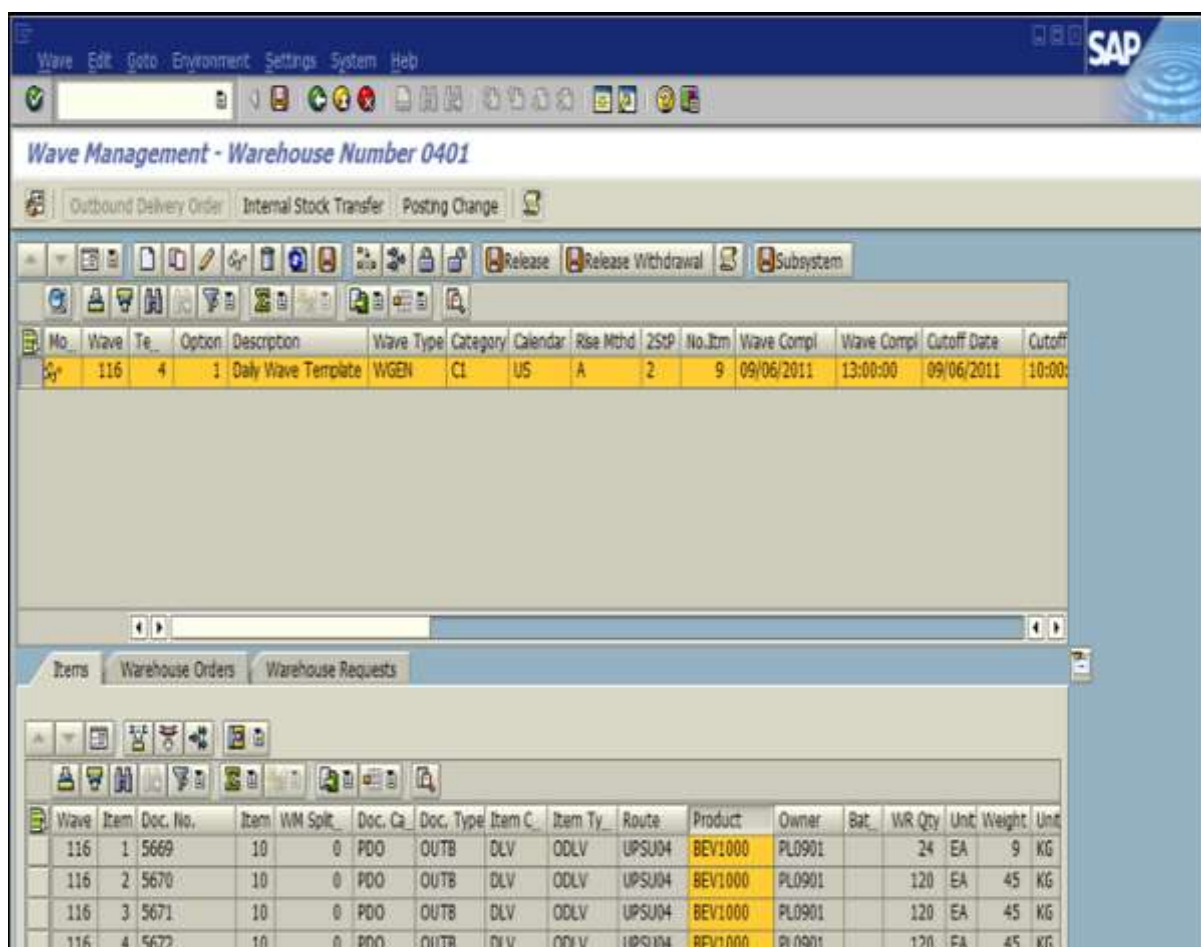 Wave Edit Goto Environment Settings System Help
SAP
Wave Management - Warehouse Number 0401
Outbound Delivery Order Internal Stock Transfer Posting Change
Release Release Withdrawal Subsystem
Mo_ Wave Te_ Option Description Wave Type Category Calendar Rlse Mthd 2StP No.Itm Wave Compl Wave Compl Cutoff Date Cutoff
116 4 1 Daily Wave Template WGEN C1 US A 2 9 09/06/2011 13:00:00 09/06/2011 10:00:
Items Warehouse Orders Warehouse Requests
Wave Item Doc. No. Item WM Split_ Doc. Ca_ Doc. Type Item C_ Item Ty_ Route Product Owner Bat_ WR Qty Unit Weight Unit
116 1 5669 10 0 PDO OUTB DLV ODLV UPSU04 BEV1000 PL0901 24 EA 9 KG
116 2 5670 10 0 PDO OUTB DLV ODLV UPSU04 BEV1000 PL0901 120 EA 45 KG
116 3 5671 10 0 PDO OUTB DLV ODLV UPSU04 BEV1000 PL0901 120 EA 45 KG
116 4 5672 10 0 PDO OUTB DLV ODLV UPSU04 BEV1000 PL0901 120 EA 45 KG